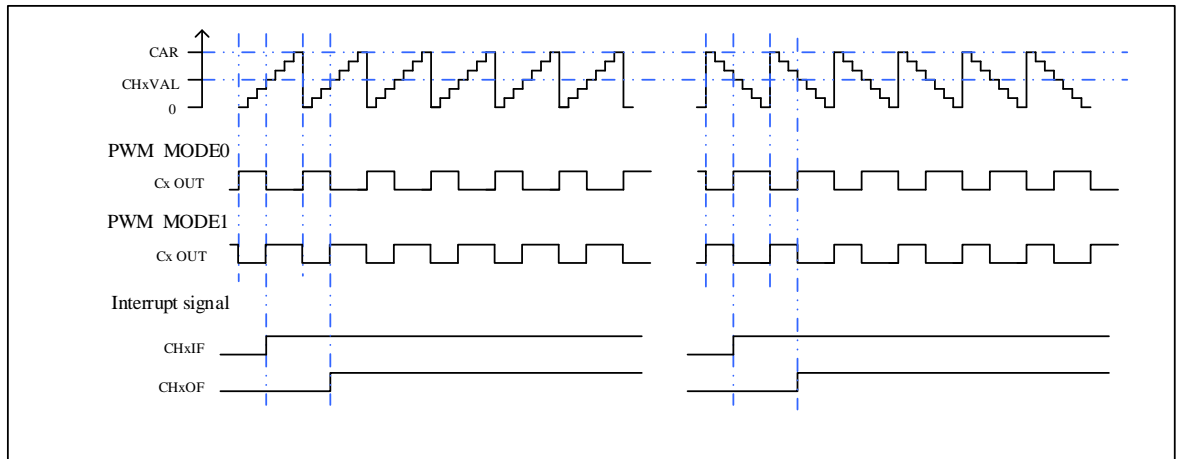 CAR
CHxVAL
0
PWM MODE0
Cx OUT
PWM MODE1
Cx OUT
Interrupt signal
CHxIF
CHxOF